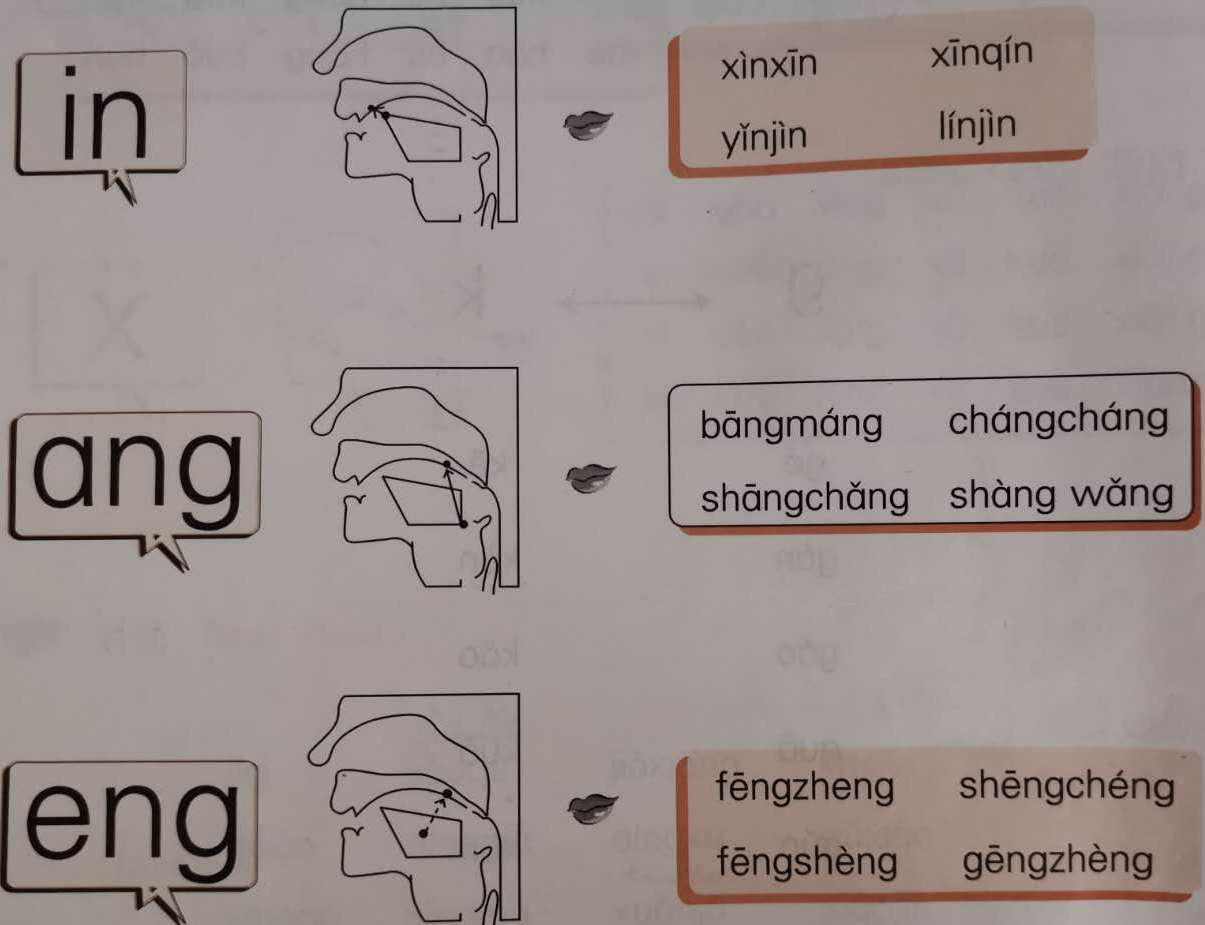 in
xìnxīn xīnqín
yǐnjìn línjìn
ang
bāngmáng chángcháng
shāngchǎng shàng wǎng
eng
fēngzheng shēngchéng
fēngshèng gēngzhèng